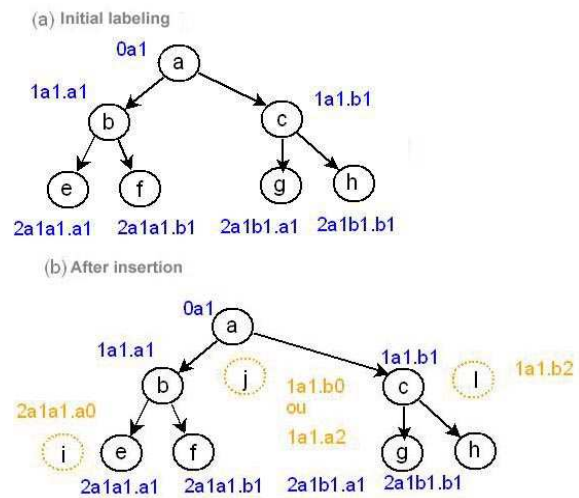 (a) Initial labeling
0a1
a
1a1.a1
1a1.b1
b
c
e
f
g
h
2a1a1.a1
2a1a1.b1
2a1b1.a1
2a1b1.b1
(b) After insertion
0a1
a
1a1.a1
1a1.b1
b
j
1a1.b0
ou
1a1.a2
c
l
1a1.b2
2a1a1.a0
i
e
f
g
h
2a1a1.a1
2a1a1.b1
2a1b1.a1
2a1b1.b1